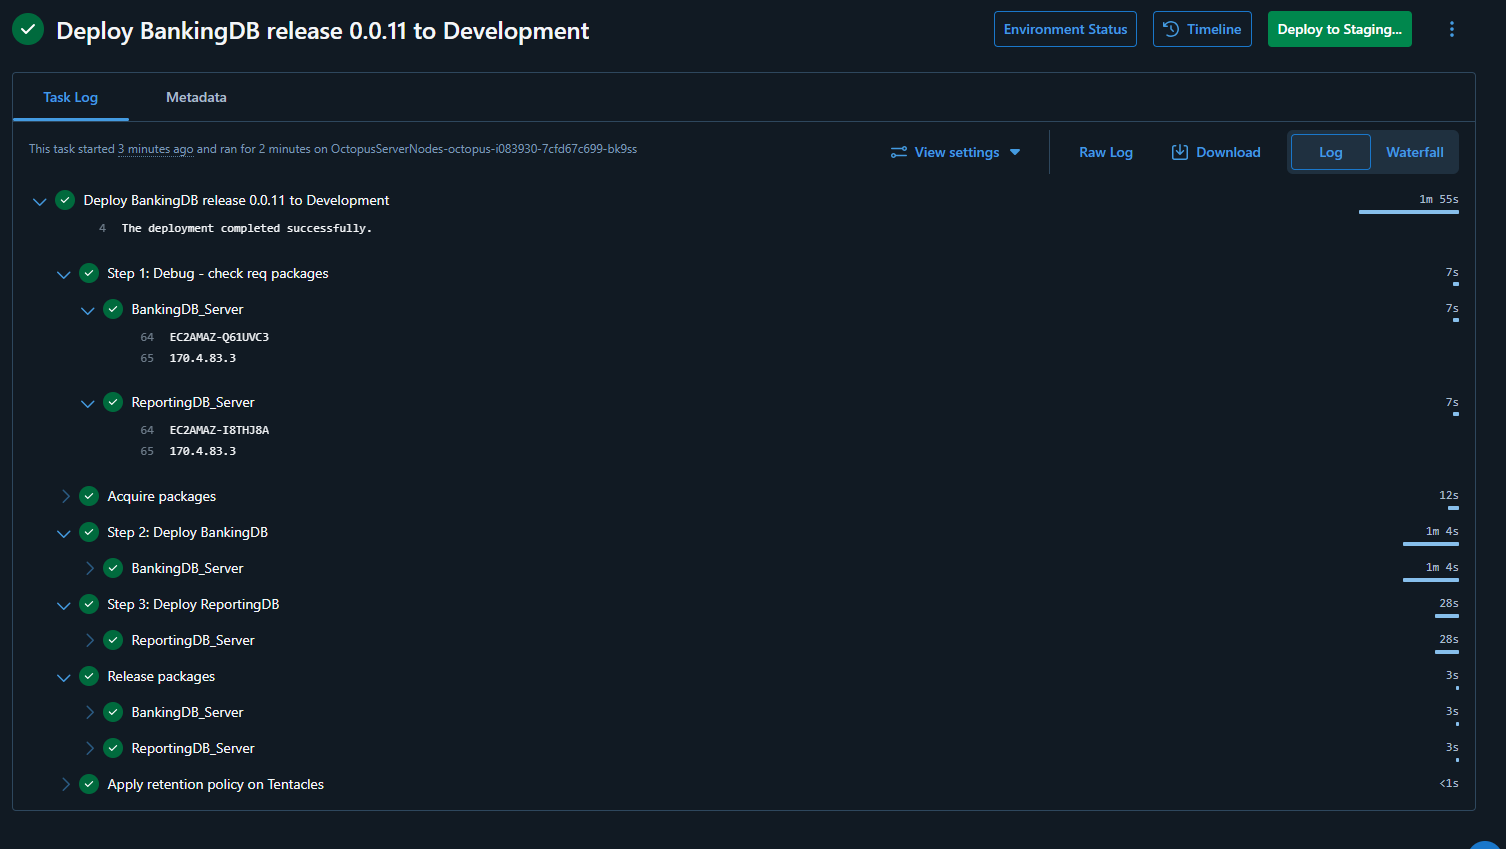 Deploy BankingDB release 0.0.11 to Development
Environment Status
Timeline
Deploy to Staging...
Task Log
Metadata
This task started 3 minutes ago and ran for 2 minutes on OctopusServerNodes-octopus-i083930-7cfd67c699-bk9ss
View settings
Raw Log
Download
Log
Waterfall
Deploy BankingDB release 0.0.11 to Development 1m 55s
4 The deployment completed successfully.
Step 1: Debug - check req packages 7s
BankingDB_Server 7s
64 EC2AMAZ-Q61UVC3
65 170.4.83.3
ReportingDB_Server 7s
64 EC2AMAZ-I8THJ8A
65 170.4.83.3
Acquire packages 12s
Step 2: Deploy BankingDB 1m 4s
BankingDB_Server 1m 4s
Step 3: Deploy ReportingDB 28s
ReportingDB_Server 28s
Release packages 3s
BankingDB_Server 3s
ReportingDB_Server 3s
Apply retention policy on Tentacles <1s